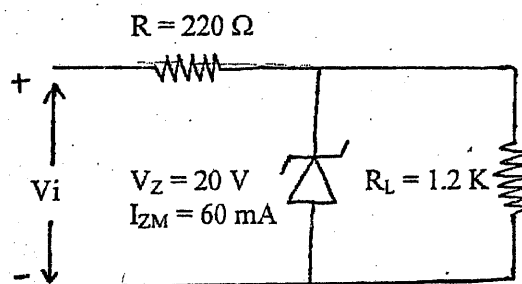 R = 220 Ω
+
Vi
V_Z = 20 V
I_ZM = 60 mA
R_L = 1.2 K
-